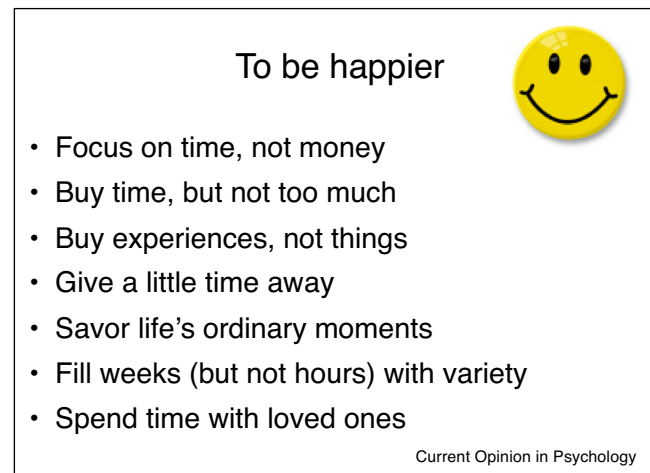 To be happier
• Focus on time, not money
• Buy time, but not too much
• Buy experiences, not things
• Give a little time away
• Savor life's ordinary moments
• Fill weeks (but not hours) with variety
• Spend time with loved ones
Current Opinion in Psychology